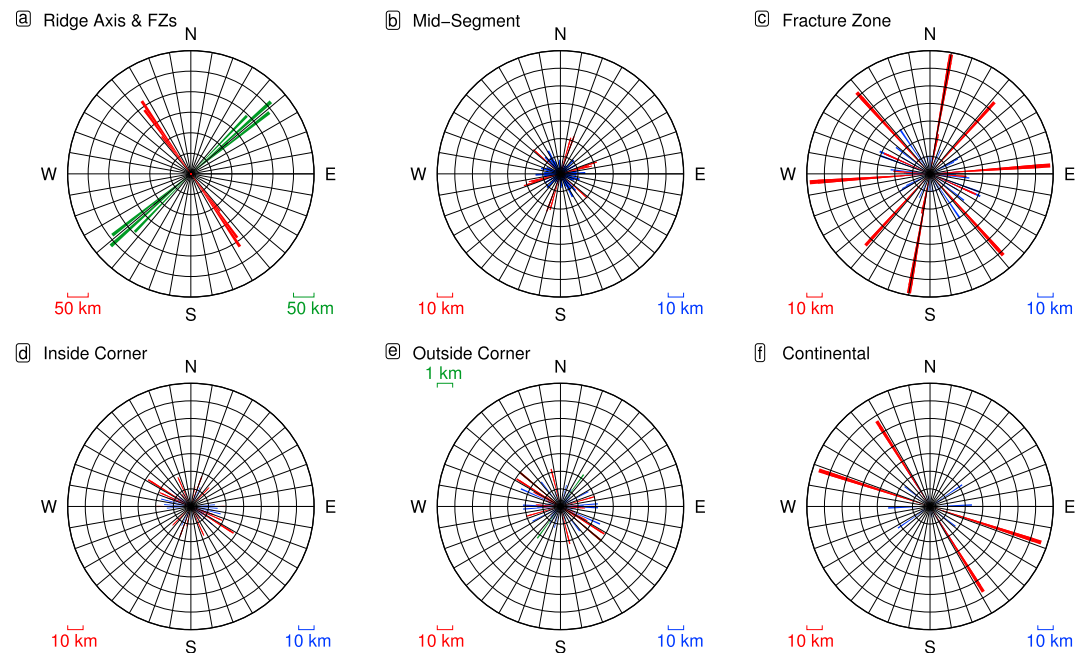 a Ridge Axis & FZs
N
W
E
S
50 km
50 km
b Mid−Segment
N
W
E
S
10 km
10 km
c Fracture Zone
N
W
E
S
10 km
10 km
d Inside Corner
N
W
E
S
10 km
10 km
e Outside Corner
1 km
N
W
E
S
10 km
10 km
f Continental
N
W
E
S
10 km
10 km